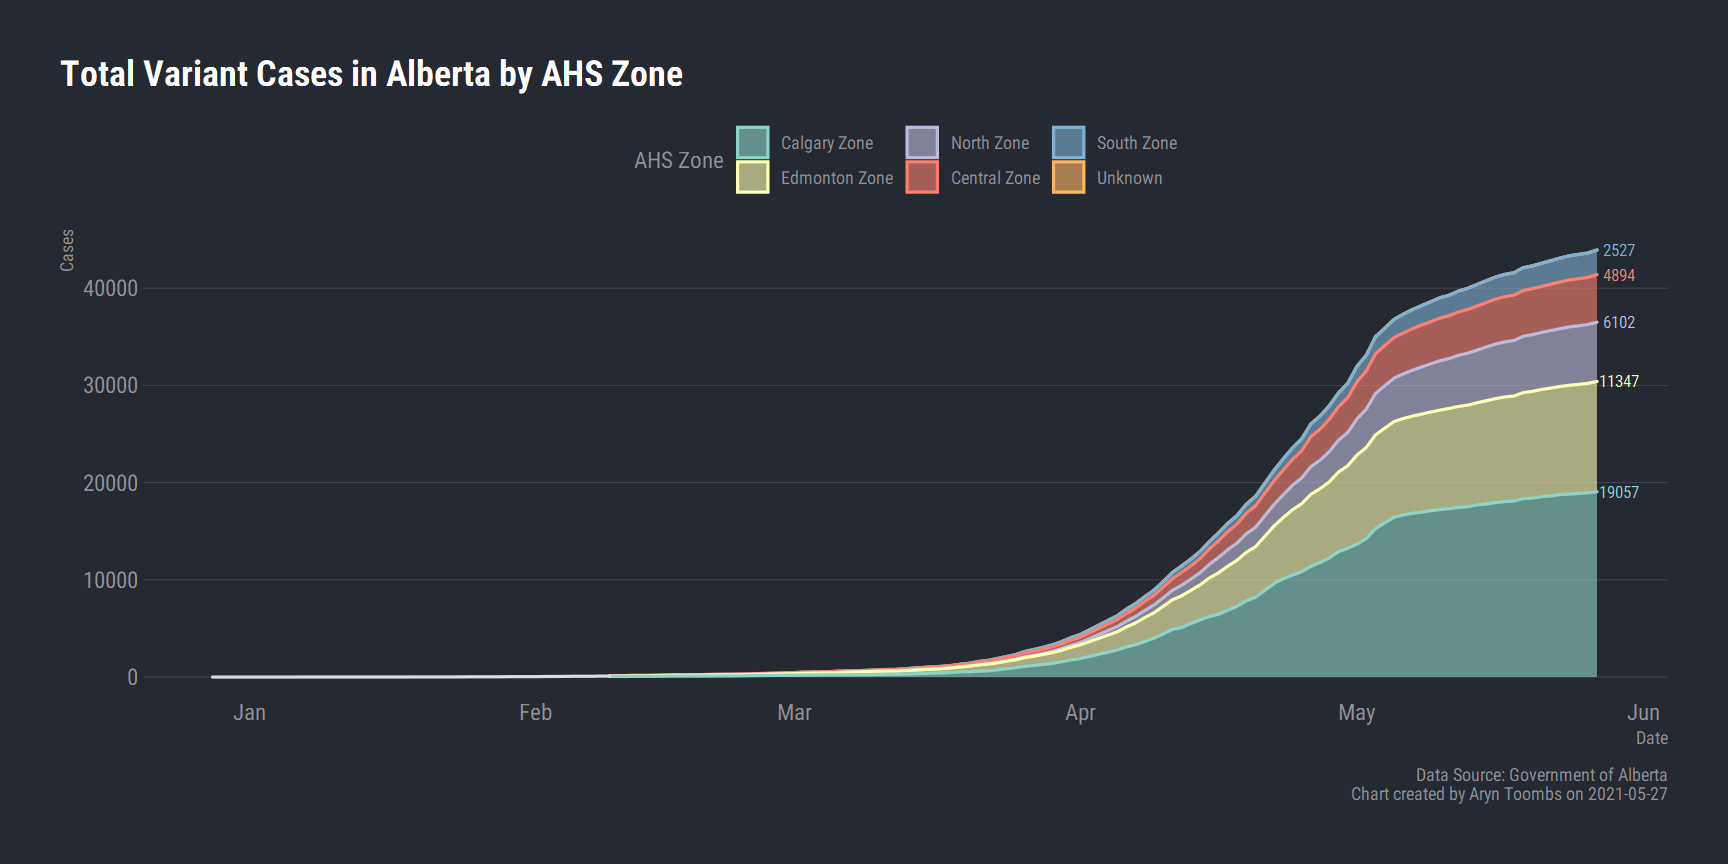 Total Variant Cases in Alberta by AHS Zone
AHS Zone
Calgary Zone
North Zone
South Zone
Edmonton Zone
Central Zone
Unknown
Cases
40000
30000
20000
10000
0
2527
4894
6102
11347
19057
Jan
Feb
Mar
Apr
May
Jun
Date
Data Source: Government of Alberta
Chart created by Aryn Toombs on 2021-05-27